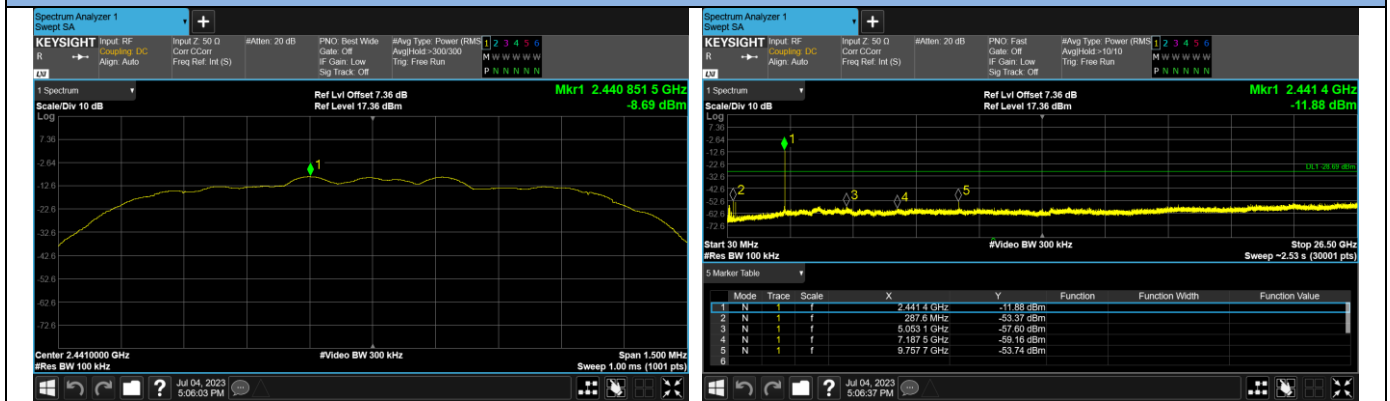 Spectrum Analyzer 1
Swept SA
+
KEYSIGHT Input: RF
R Coupling: DC
Align: Auto
LXI
Input Z: 50 Ω
Corr CCorr
Freq Ref: Int (S)
#Atten: 20 dB
PNO: Best Wide
Gate: Off
IF Gain: Low
Sig Track: Off
#Avg Type: Power (RMS
Avg|Hold:>300/300
Trig: Free Run
1 2 3 4 5 6
M W W W W W
P N N N N N
1 Spectrum
Scale/Div 10 dB
Ref Lvl Offset 7.36 dB
Ref Level 17.36 dBm
Mkr1 2.440 851 5 GHz
-8.69 dBm
Log
7.36
-2.64
-12.6
-22.6
-32.6
-42.6
-52.6
-62.6
-72.6
1
Center 2.4410000 GHz
#Video BW 300 kHz
Span 1.500 MHz
#Res BW 100 kHz
Sweep 1.00 ms (1001 pts)
?
Jul 04, 2023
5:06:03 PM
Spectrum Analyzer 1
Swept SA
+
KEYSIGHT Input: RF
R Coupling: DC
Align: Auto
LXI
Input Z: 50 Ω
Corr CCorr
Freq Ref: Int (S)
#Atten: 20 dB
PNO: Fast
Gate: Off
IF Gain: Low
Sig Track: Off
#Avg Type: Power (RMS
Avg|Hold:>10/10
Trig: Free Run
1 2 3 4 5 6
M W W W W W
P N N N N N
1 Spectrum
Scale/Div 10 dB
Ref Lvl Offset 7.36 dB
Ref Level 17.36 dBm
Mkr1 2.441 4 GHz
-11.88 dBm
Log
7.36
-2.64
-12.6
-22.6
-32.6
-42.6
-52.6
-62.6
-72.6
1
DL1 -28.69 dBm
2
3
4
5
Start 30 MHz
#Video BW 300 kHz
Stop 26.50 GHz
#Res BW 100 kHz
Sweep ~2.53 s (30001 pts)
5 Marker Table
Mode Trace Scale X Y Function Function Width Function Value
1 N 1 f 2.441 4 GHz -11.88 dBm
2 N 1 f 287.6 MHz -53.37 dBm
3 N 1 f 5.053 1 GHz -57.60 dBm
4 N 1 f 7.187 5 GHz -59.16 dBm
5 N 1 f 9.757 7 GHz -53.74 dBm
6
?
Jul 04, 2023
5:06:37 PM